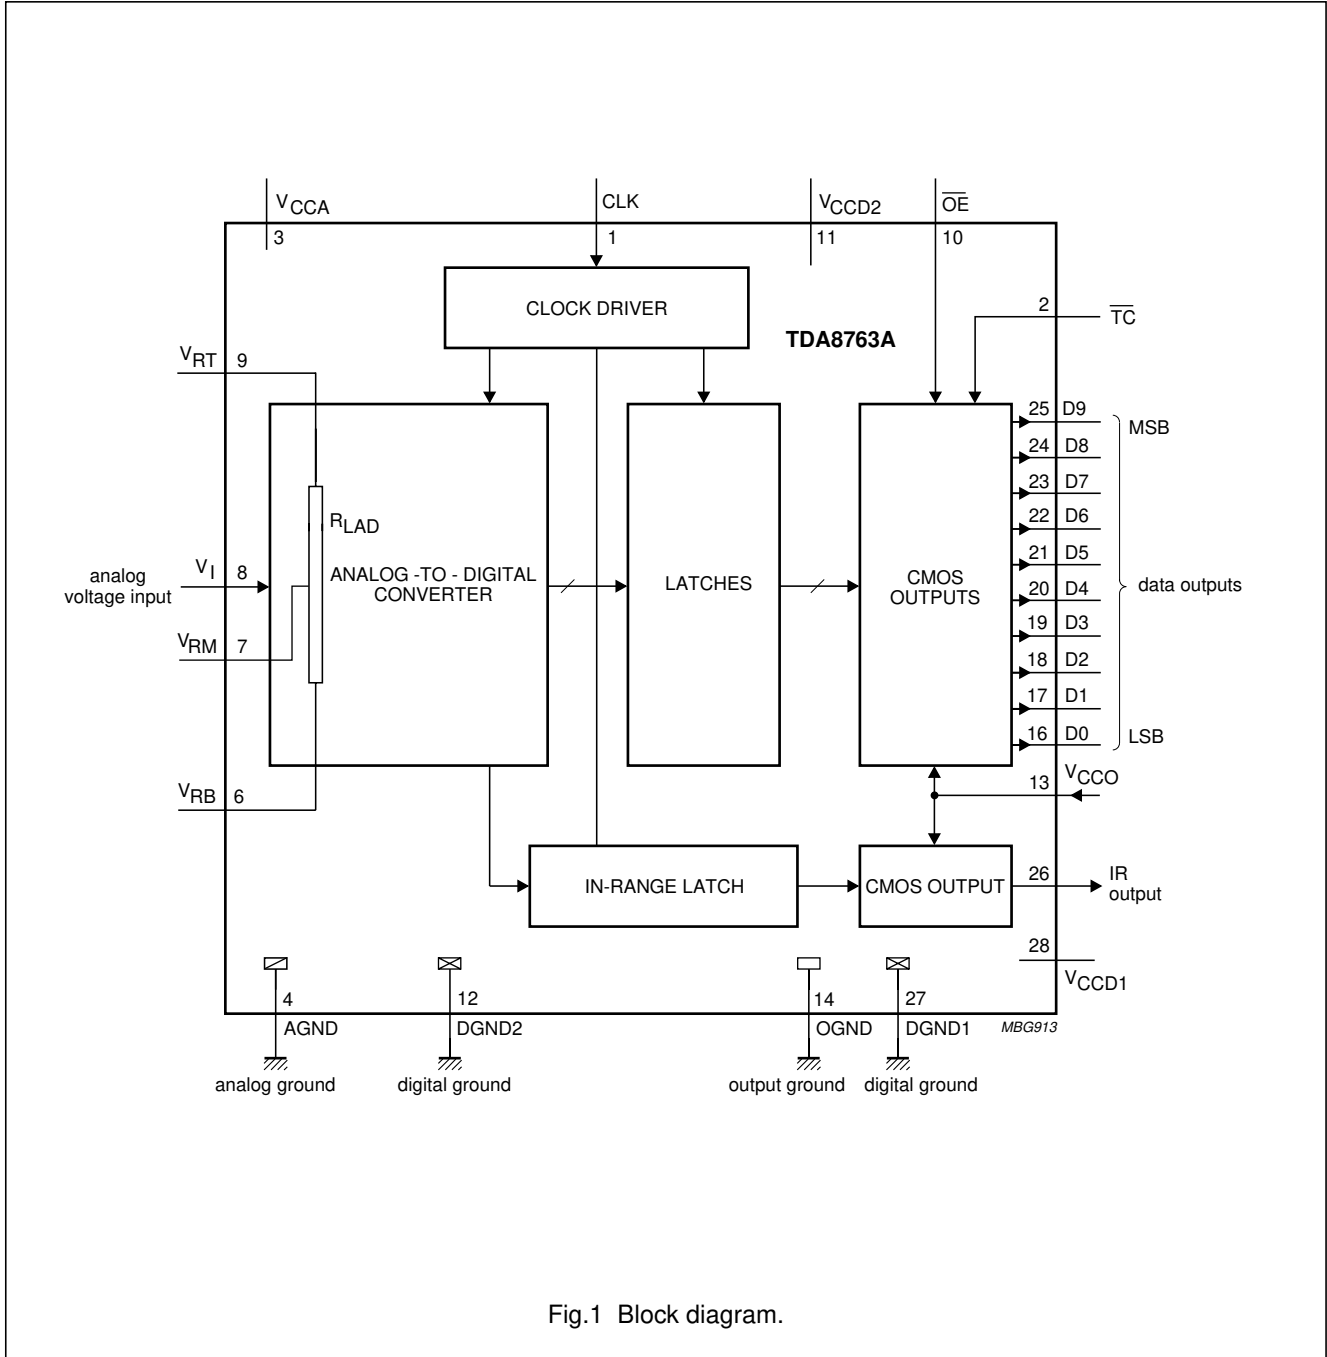 VCCA
CLK
VCCD2
OE
3
1
11
10
CLOCK DRIVER
2
TC
TDA8763A
VRT
9
25 D9
MSB
24 D8
23 D7
RLAD
22 D6
21 D5
analog
voltage input
VI
8
ANALOG -TO - DIGITAL
CONVERTER
LATCHES
CMOS
OUTPUTS
20 D4
data outputs
19 D3
VRM
7
18 D2
17 D1
16 D0
LSB
VRB
6
13
VCCO
IN-RANGE LATCH
CMOS OUTPUT
26
IR
output
28
VCCD1
4
12
14
27
AGND
DGND2
OGND
DGND1
MBG913
analog ground
digital ground
output ground
digital ground
Fig.1 Block diagram.